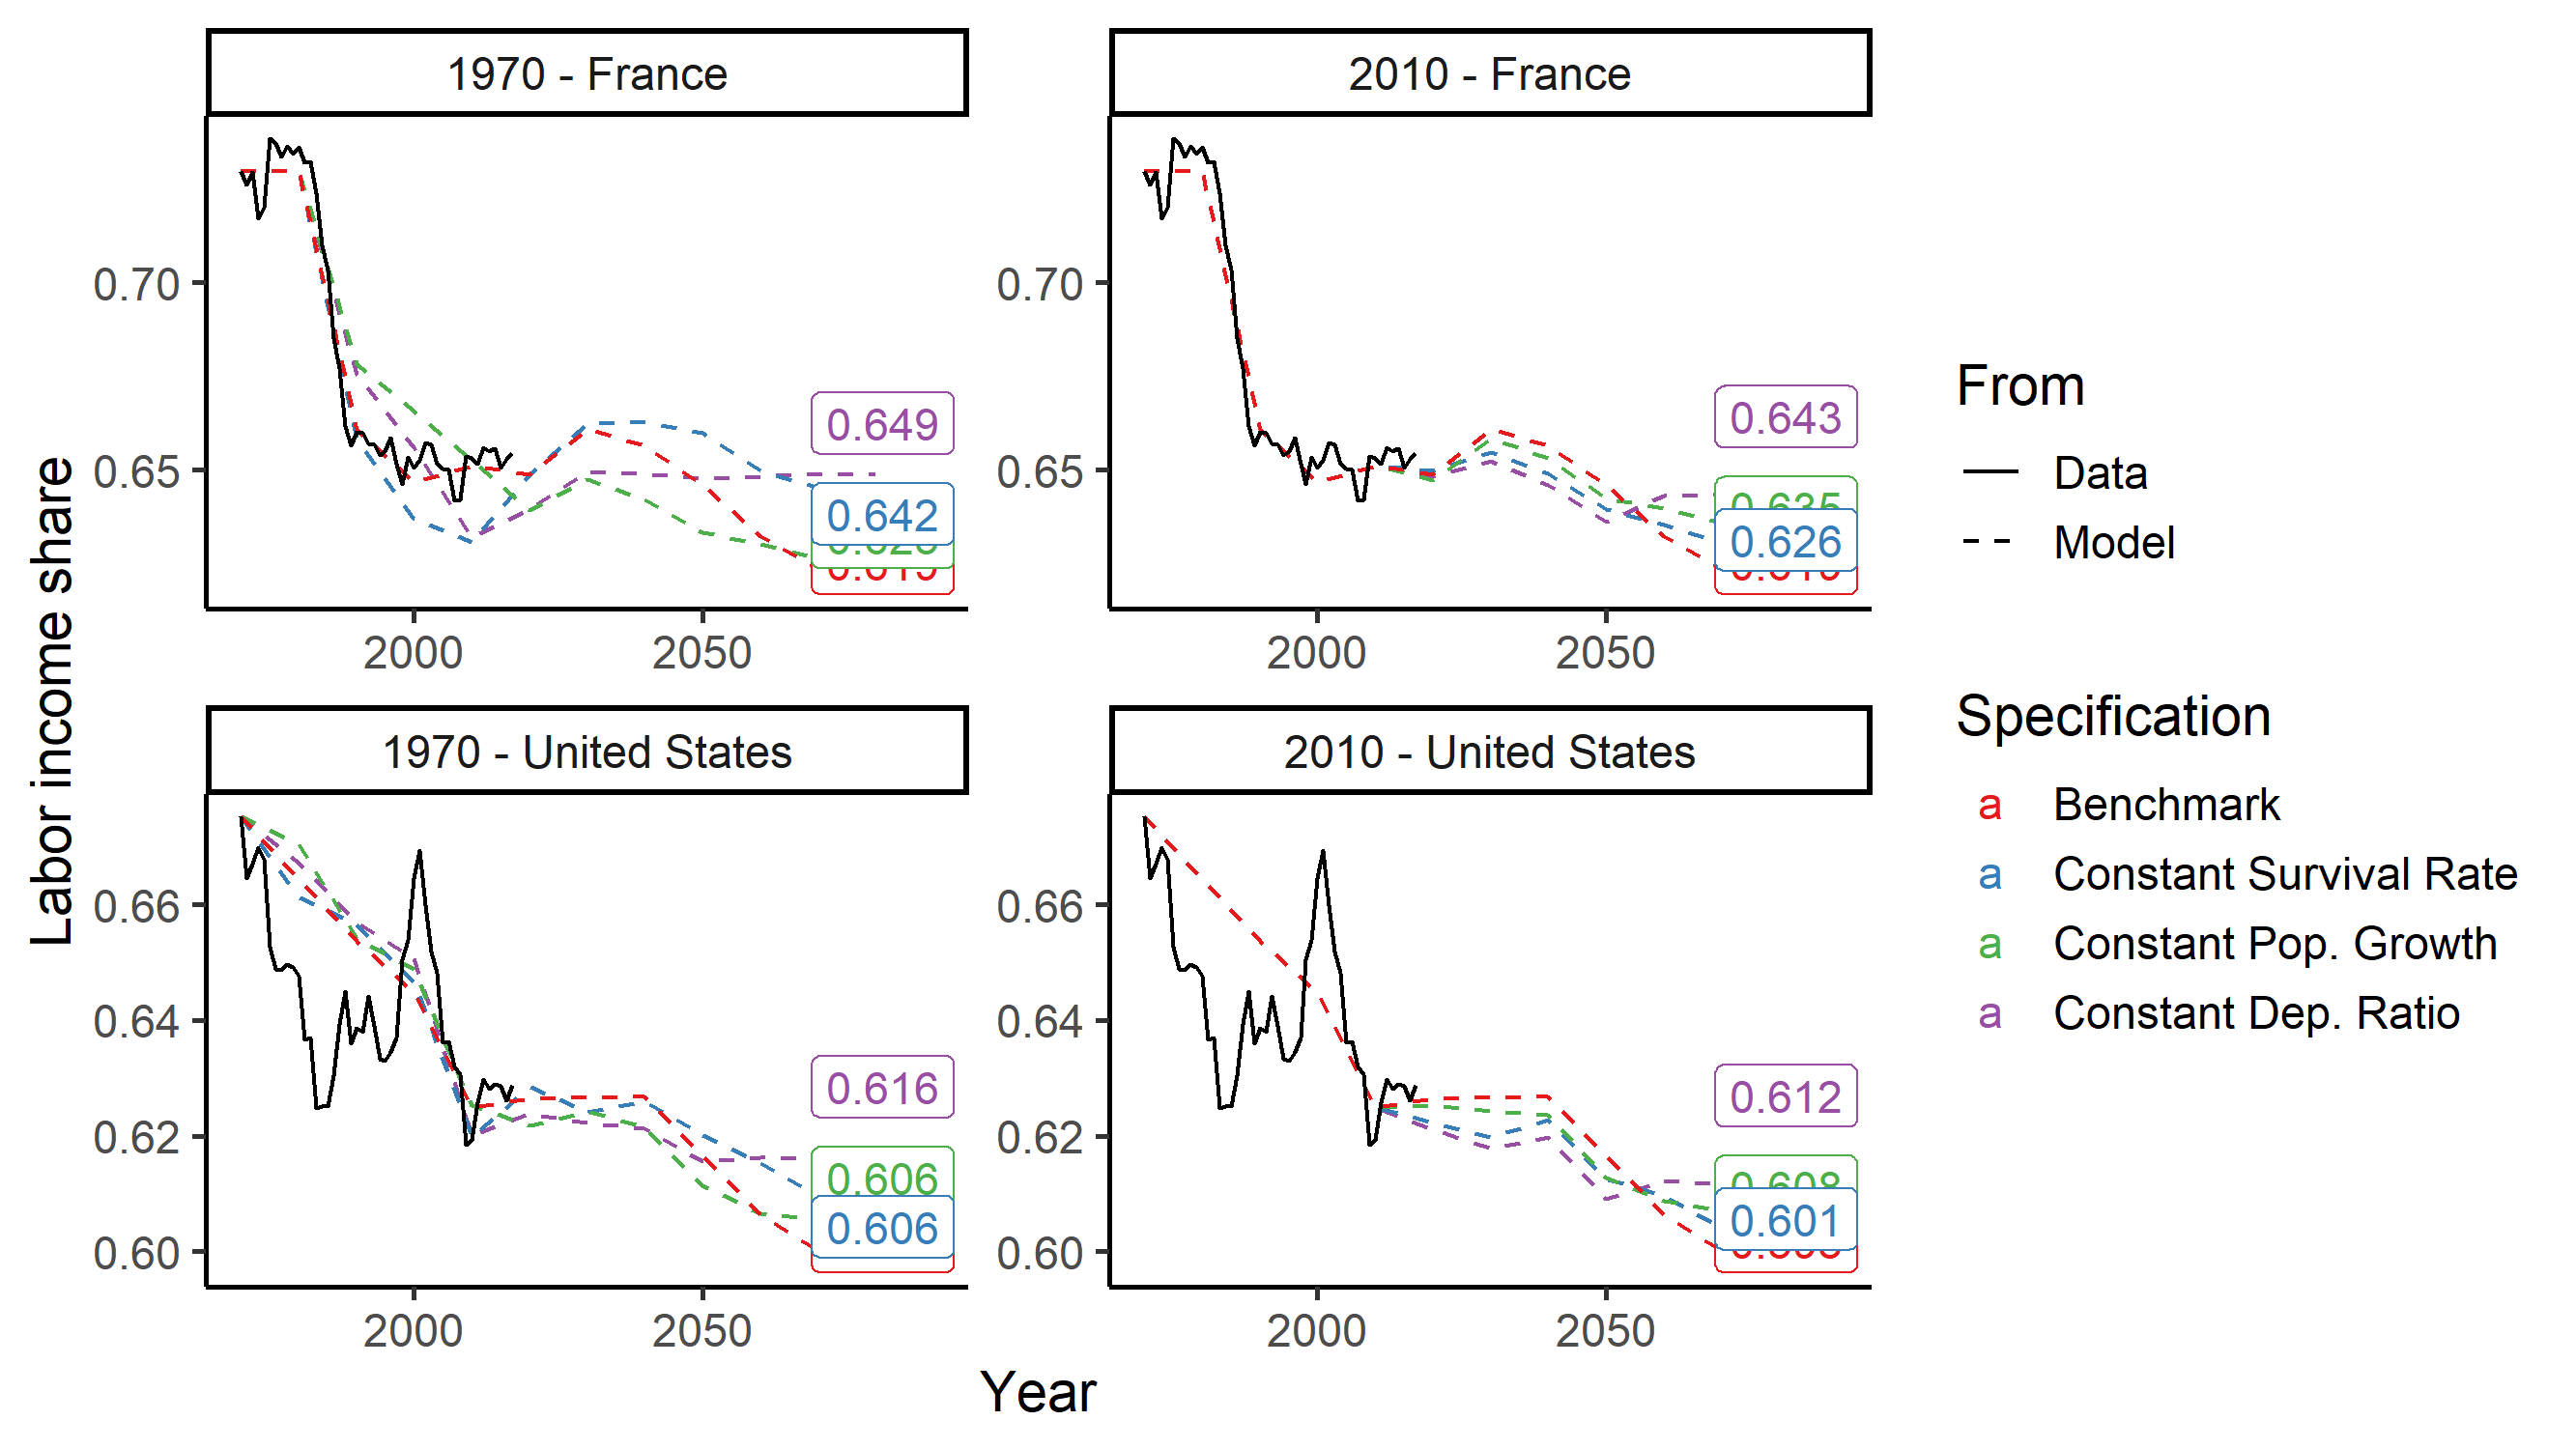 1970 - France
2010 - France
0.70
0.65
0.649
0.642
2000
2050
0.70
0.65
0.643
0.635
0.626
2000
2050
1970 - United States
2010 - United States
0.66
0.64
0.62
0.60
0.616
0.606
0.606
2000
2050
0.66
0.64
0.62
0.60
0.612
0.608
0.601
2000
2050
Labor income share
Year
From
Data
Model
Specification
a Benchmark
a Constant Survival Rate
a Constant Pop. Growth
a Constant Dep. Ratio